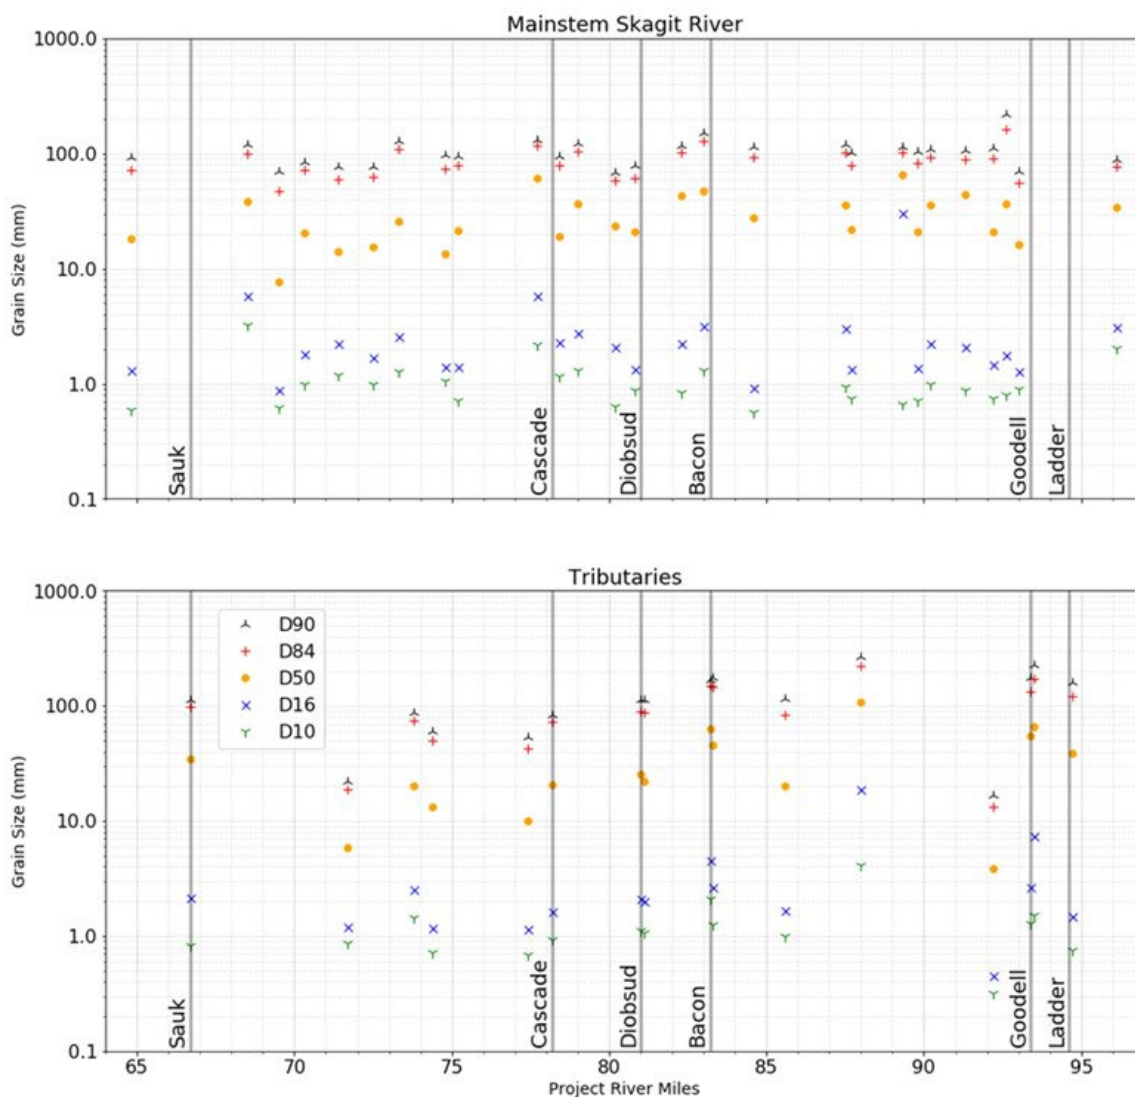 Mainstem Skagit River
1000.0
100.0
10.0
1.0
0.1
Grain Size (mm)
Sauk
Cascade
Diobsud
Bacon
Goodell
Ladder
Tributaries
1000.0
100.0
10.0
1.0
0.1
Grain Size (mm)
D90
D84
D50
D16
D10
Sauk
Cascade
Diobsud
Bacon
Goodell
Ladder
65 70 75 80 85 90 95
Project River Miles